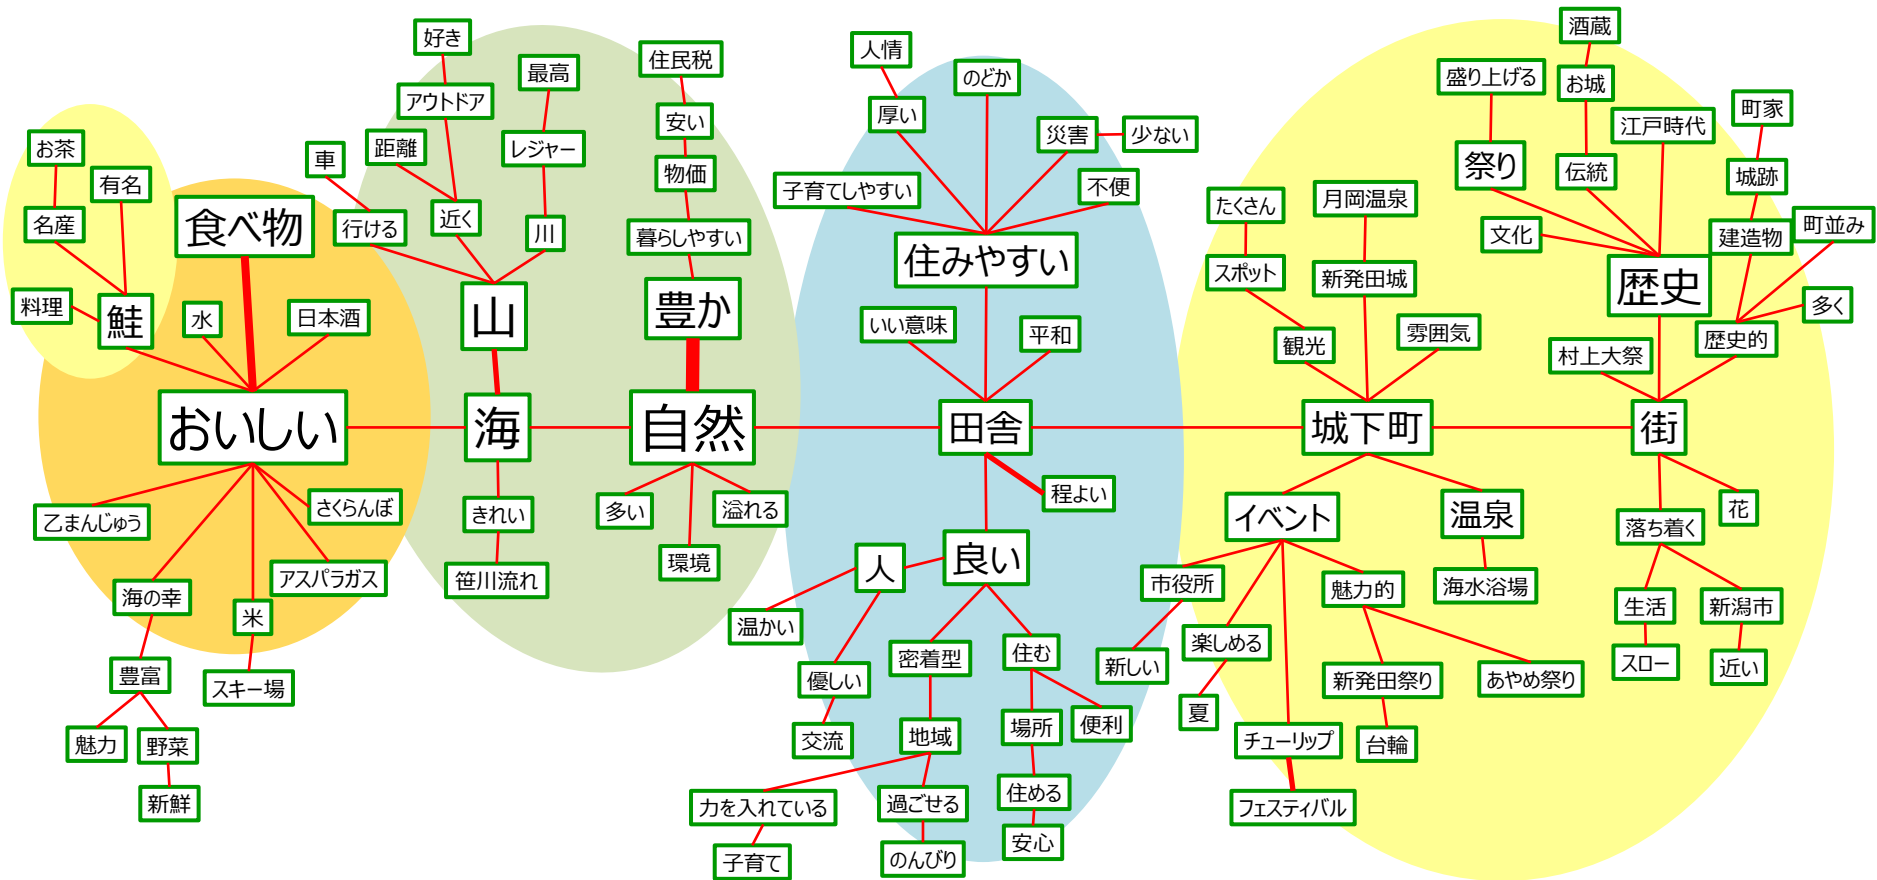 酒蔵
好き
人情
住民税
最高
のどか
盛り上げる
お城
アウトドア
町家
厚い
安い
江戸時代
災害
少ない
お茶
距離
レジャー
車
祭り
有名
物価
伝統
城跡
子育てしやすい
不便
月岡温泉
たくさん
名産
食べ物
行ける
近く
川
暮らしやすい
文化
建造物
町並み
住みやすい
スポット
新発田城
歴史
料理
鮭
水
日本酒
山
豊か
いい意味
平和
観光
雰囲気
村上大祭
歴史的
多く
おいしい
海
自然
田舎
城下町
街
乙まんじゅう
さくらんぼ
きれい
多い
溢れる
程よい
イベント
温泉
落ち着く
花
環境
人
良い
アスパラガス
笹川流れ
海の幸
市役所
魅力的
海水浴場
生活
新潟市
米
温かい
密着型
住む
楽しめる
新しい
スロー
近い
豊富
スキー場
優しい
新発田祭り
あやめ祭り
夏
魅力
野菜
交流
地域
場所
便利
チューリップ
台輪
新鮮
力を入れている
過ごせる
住める
フェスティバル
子育て
のんびり
安心